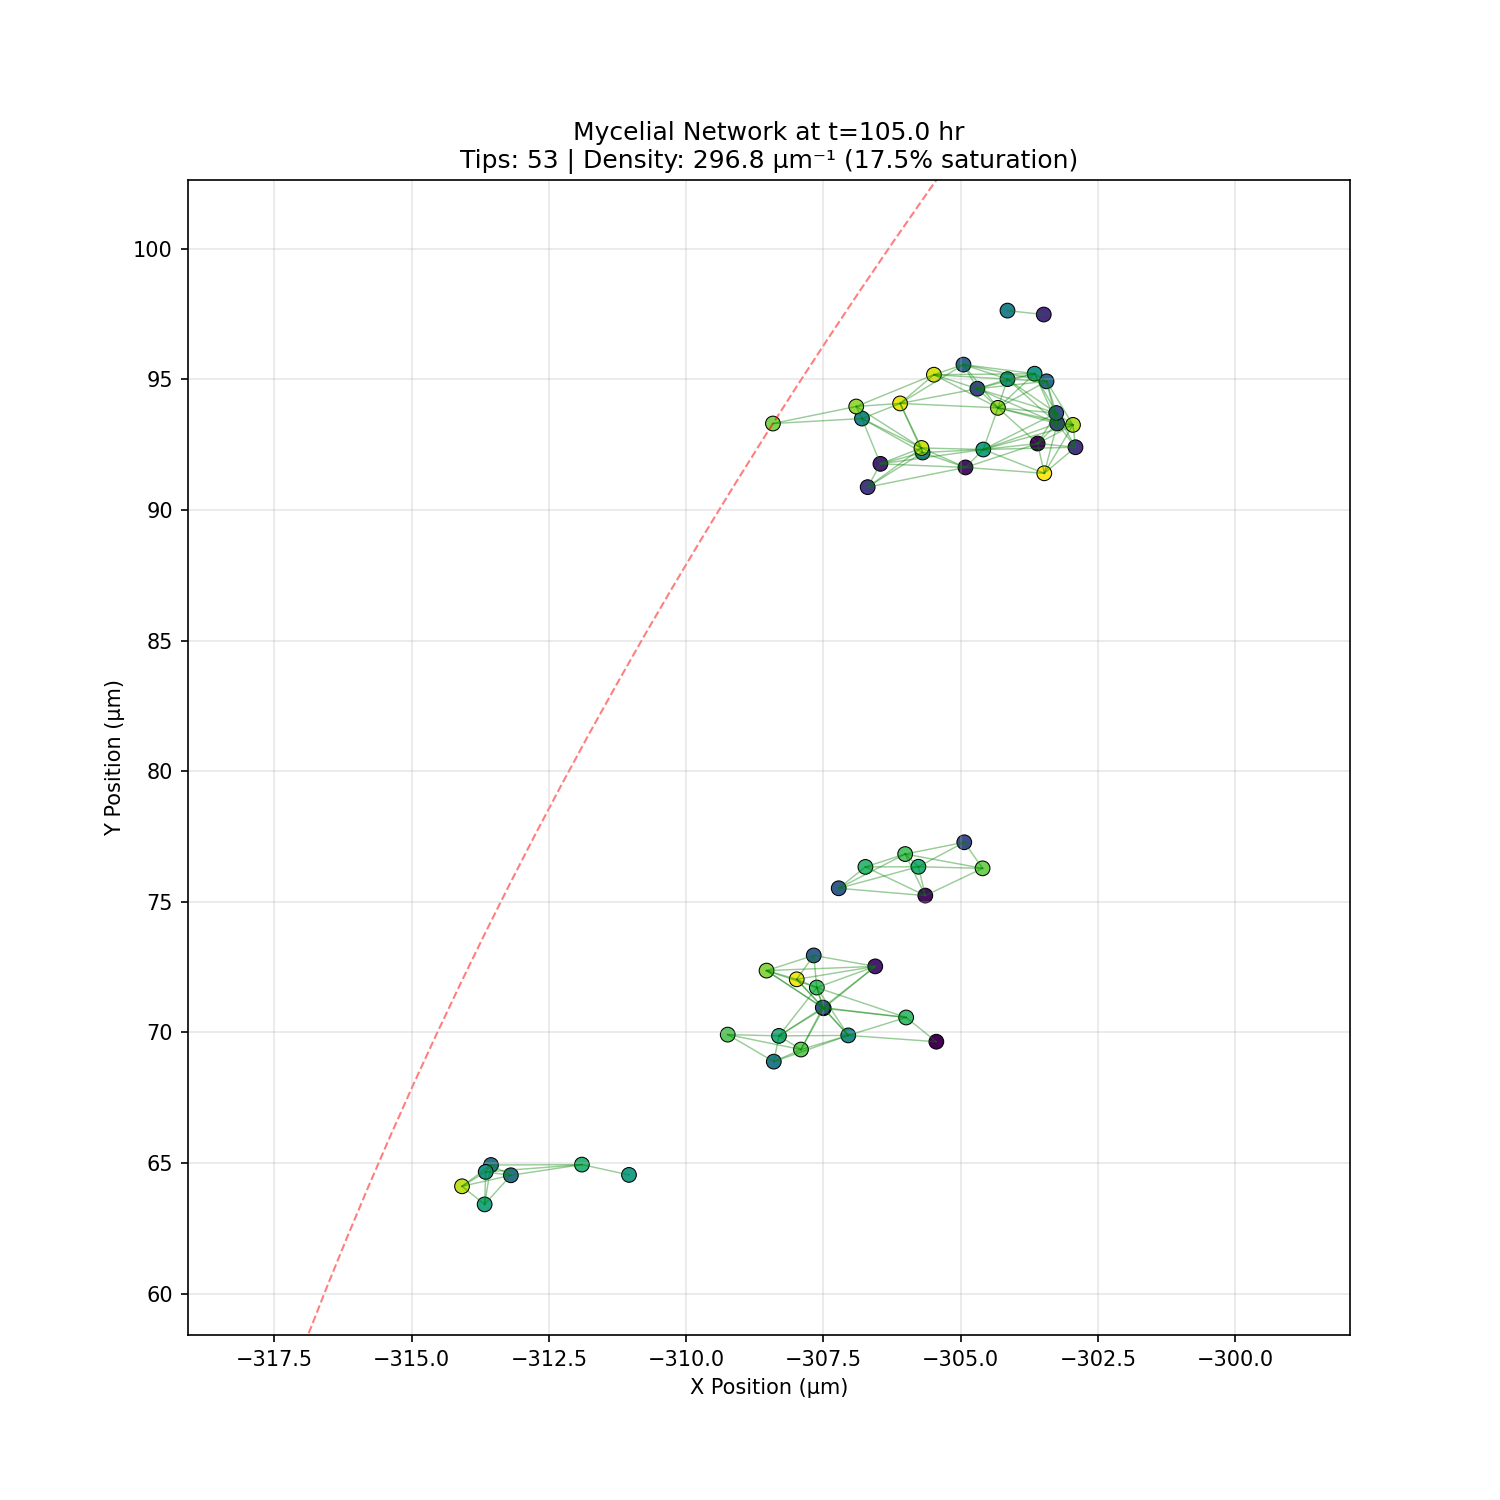 Mycelial Network at t=105.0 hr
Tips: 53 | Density: 296.8 µm⁻¹ (17.5% saturation)
100
95
90
85
80
75
70
65
60
Y Position (µm)
−317.5 −315.0 −312.5 −310.0 −307.5 −305.0 −302.5 −300.0
X Position (µm)